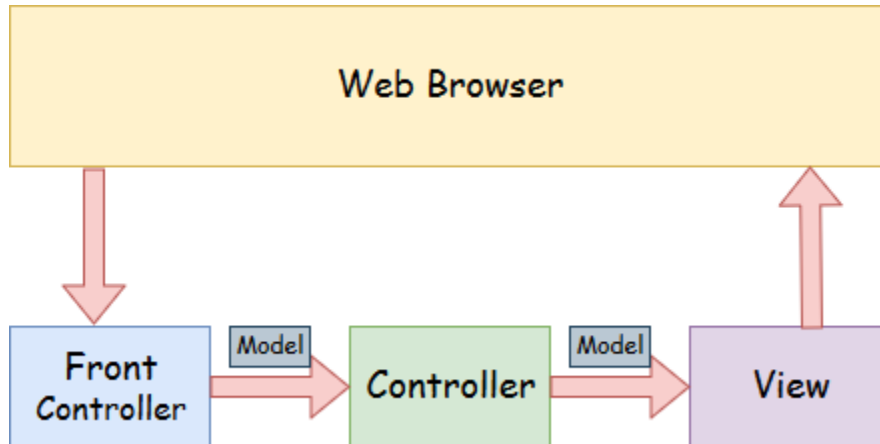 Web Browser
Model
Model
Front
Controller
Controller
View